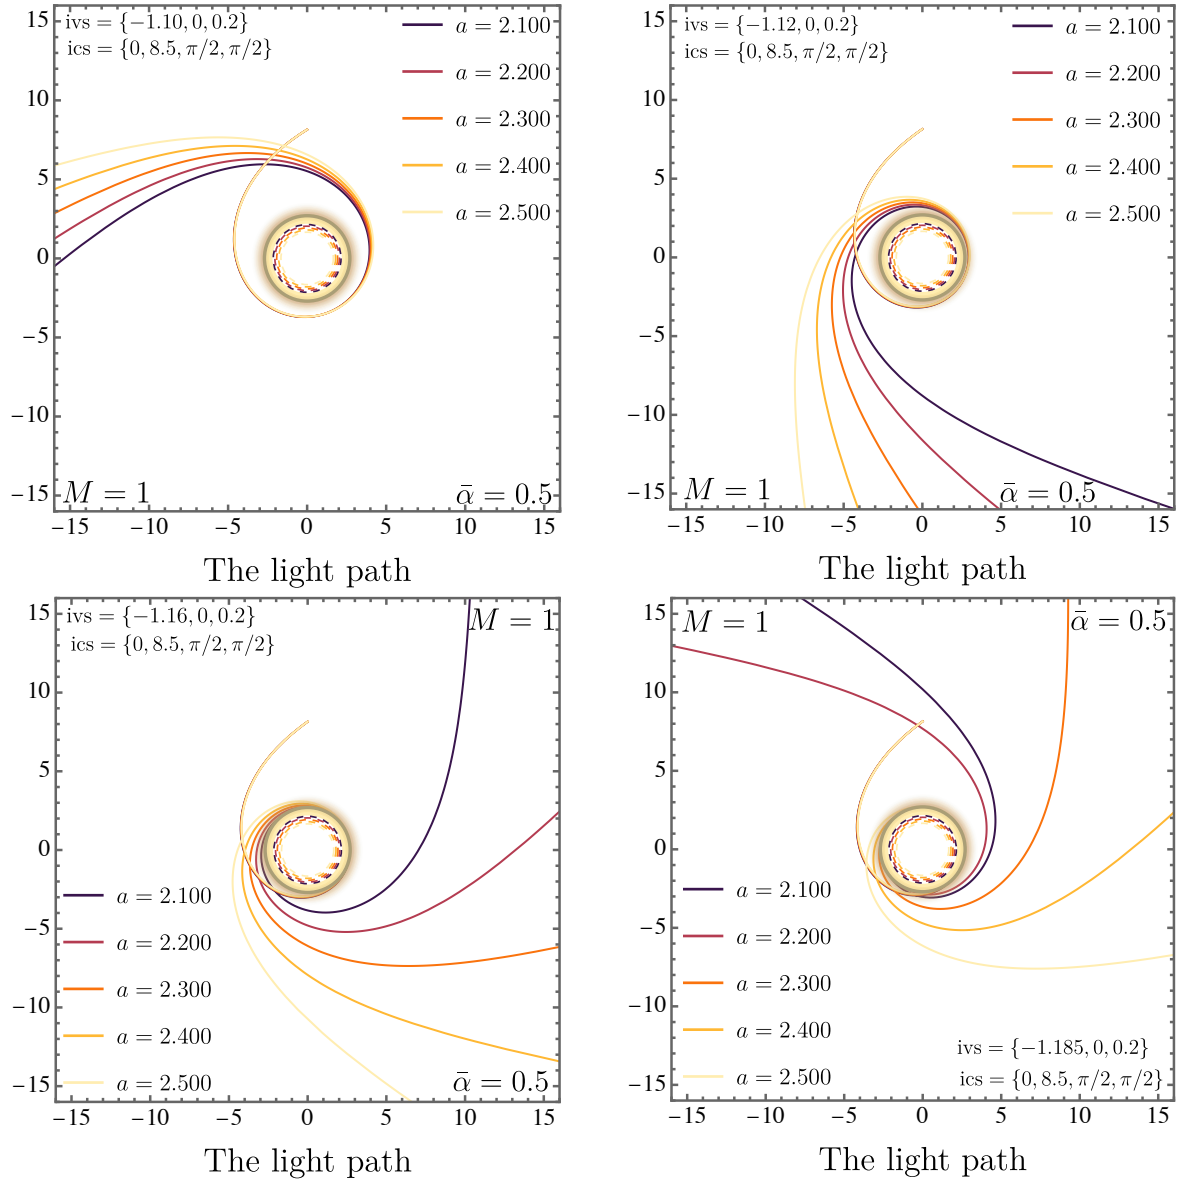 ivs = {−1.10, 0, 0.2}
ics = {0, 8.5, π/2, π/2}
a = 2.100
a = 2.200
a = 2.300
a = 2.400
a = 2.500
10
5
0
−5
−10
−15
M = 1
ᾱ = 0.5
−15 −10 −5 0 5 10 15
The light path
15
ivs = {−1.12, 0, 0.2}
ics = {0, 8.5, π/2, π/2}
a = 2.100
a = 2.200
a = 2.300
a = 2.400
a = 2.500
15
10
5
0
−5
−10
−15
M = 1
ᾱ = 0.5
−15 −10 −5 0 5 10 15
The light path
ivs = {−1.16, 0, 0.2}
ics = {0, 8.5, π/2, π/2}
M = 1
15
10
5
0
−5
−10
−15
a = 2.100
a = 2.200
a = 2.300
a = 2.400
a = 2.500
ᾱ = 0.5
−15 −10 −5 0 5 10 15
The light path
M = 1
ᾱ = 0.5
15
10
5
0
−5
−10
−15
a = 2.100
a = 2.200
a = 2.300
a = 2.400
a = 2.500
ivs = {−1.185, 0, 0.2}
ics = {0, 8.5, π/2, π/2}
−15 −10 −5 0 5 10 15
The light path